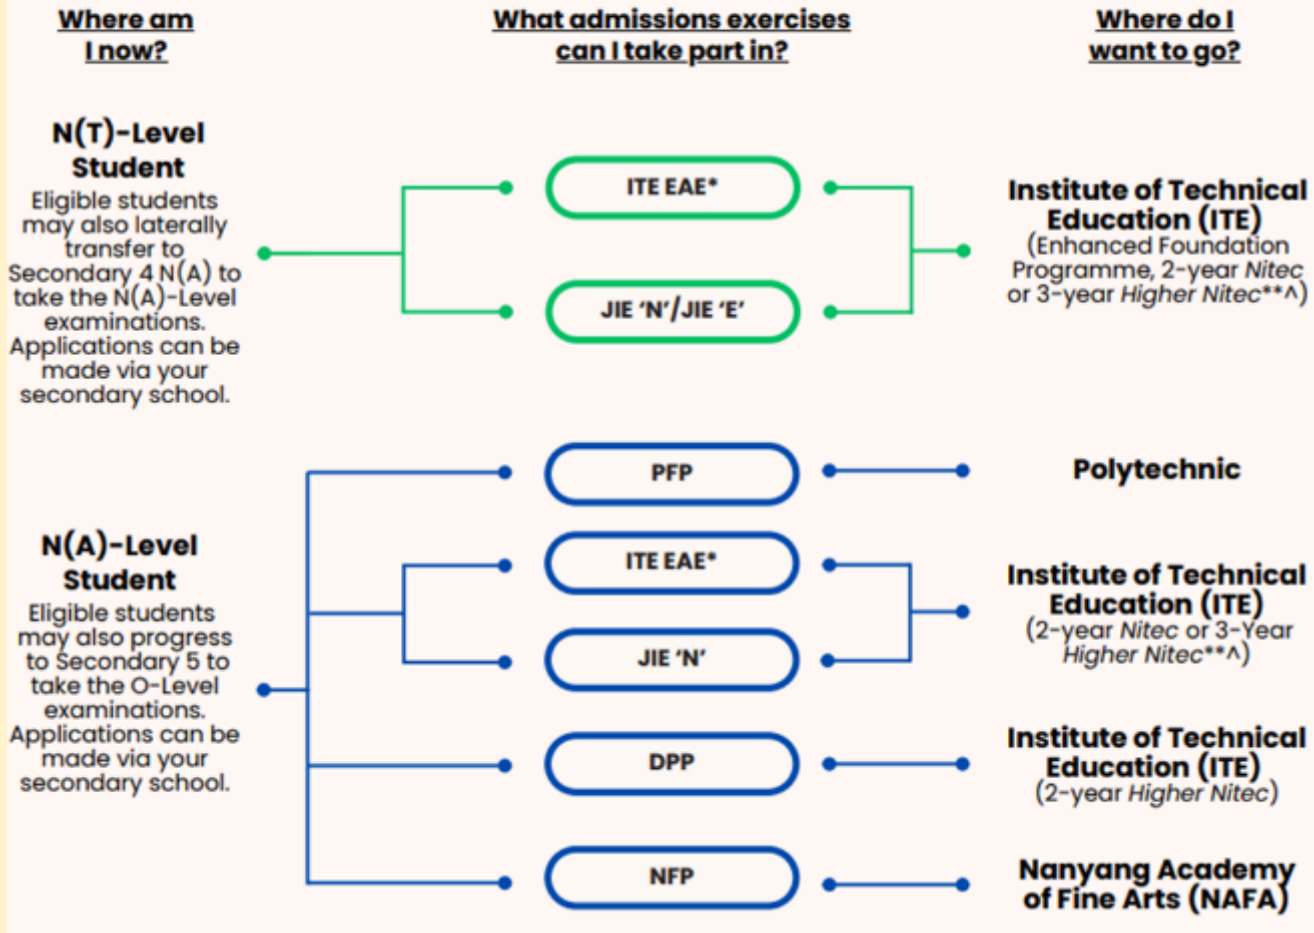 Where am
I now?
What admissions exercises
can I take part in?
Where do I
want to go?
N(T)-Level
Student
Eligible students
may also laterally
transfer to
Secondary 4 N(A) to
take the N(A)-Level
examinations.
Applications can be
made via your
secondary school.
ITE EAE*
JIE ‘N’/JIE ‘E’
Institute of Technical
Education (ITE)
(Enhanced Foundation
Programme, 2-year Nitec
or 3-year Higher Nitec**^)
N(A)-Level
Student
Eligible students
may also progress
to Secondary 5 to
take the O-Level
examinations.
Applications can be
made via your
secondary school.
PFP
Polytechnic
ITE EAE*
JIE ‘N’
Institute of Technical
Education (ITE)
(2-year Nitec or 3-Year
Higher Nitec**^)
DPP
Institute of Technical
Education (ITE)
(2-year Higher Nitec)
NFP
Nanyang Academy
of Fine Arts (NAFA)